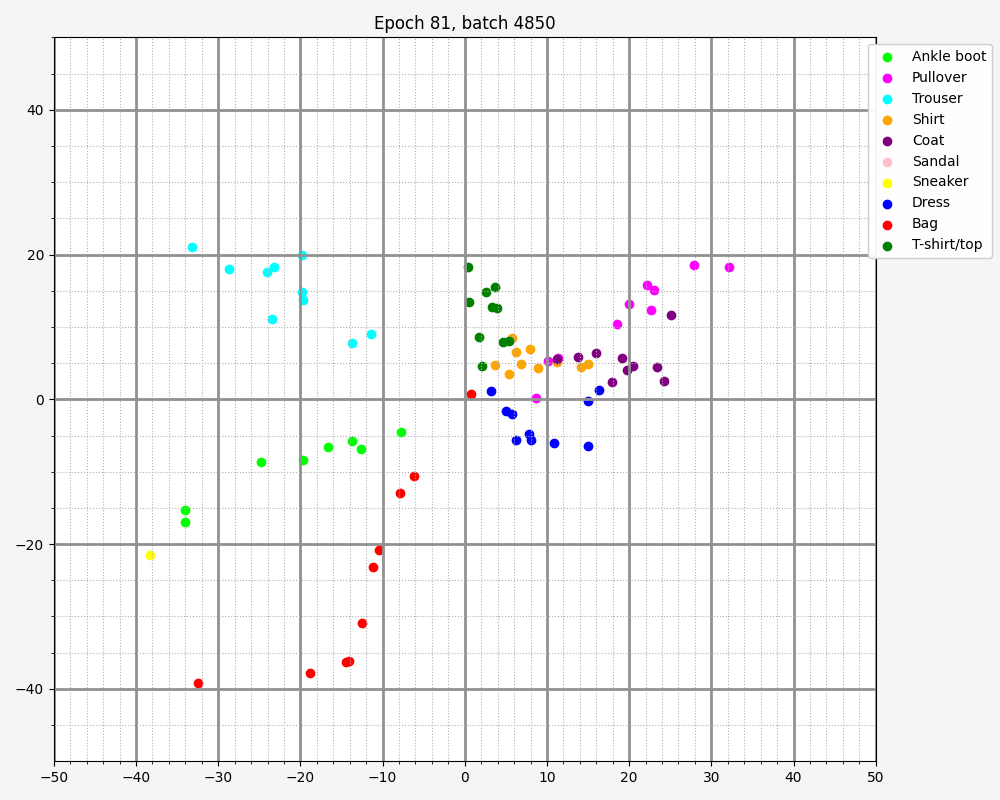 Epoch 81, batch 4850
Ankle boot
Pullover
Trouser
Shirt
Coat
Sandal
Sneaker
Dress
Bag
T-shirt/top
40
20
0
−20
−40
−50 −40 −30 −20 −10 0 10 20 30 40 50